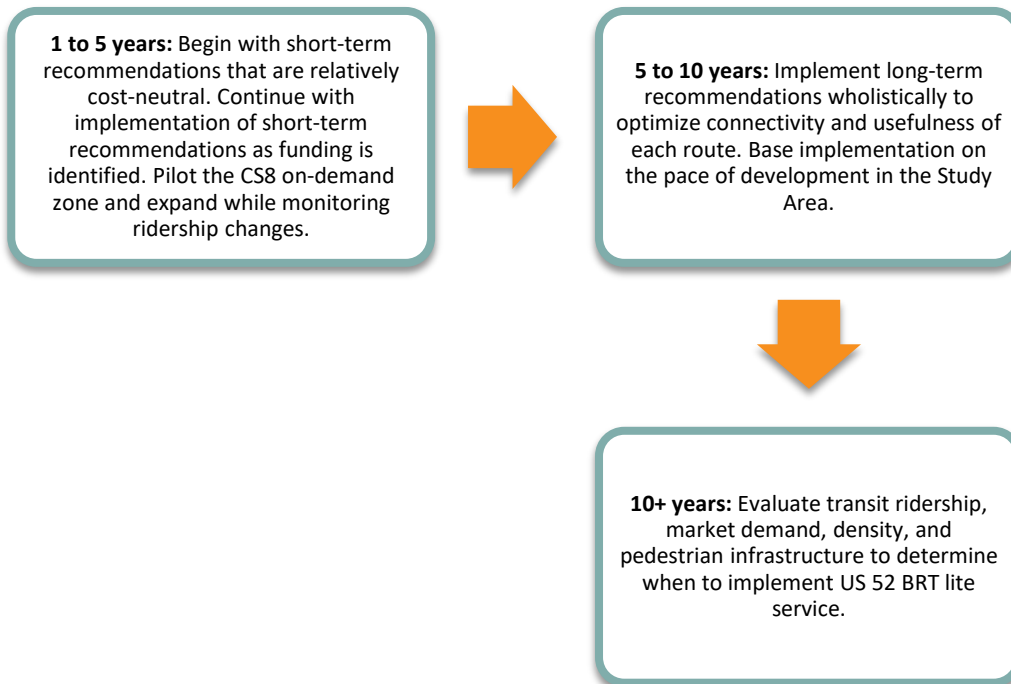 1 to 5 years: Begin with short-term
recommendations that are relatively
cost-neutral. Continue with
implementation of short-term
recommendations as funding is
identified. Pilot the CS8 on-demand
zone and expand while monitoring
ridership changes.
5 to 10 years: Implement long-term
recommendations wholistically to
optimize connectivity and usefulness of
each route. Base implementation on
the pace of development in the Study
Area.
10+ years: Evaluate transit ridership,
market demand, density, and
pedestrian infrastructure to determine
when to implement US 52 BRT lite
service.